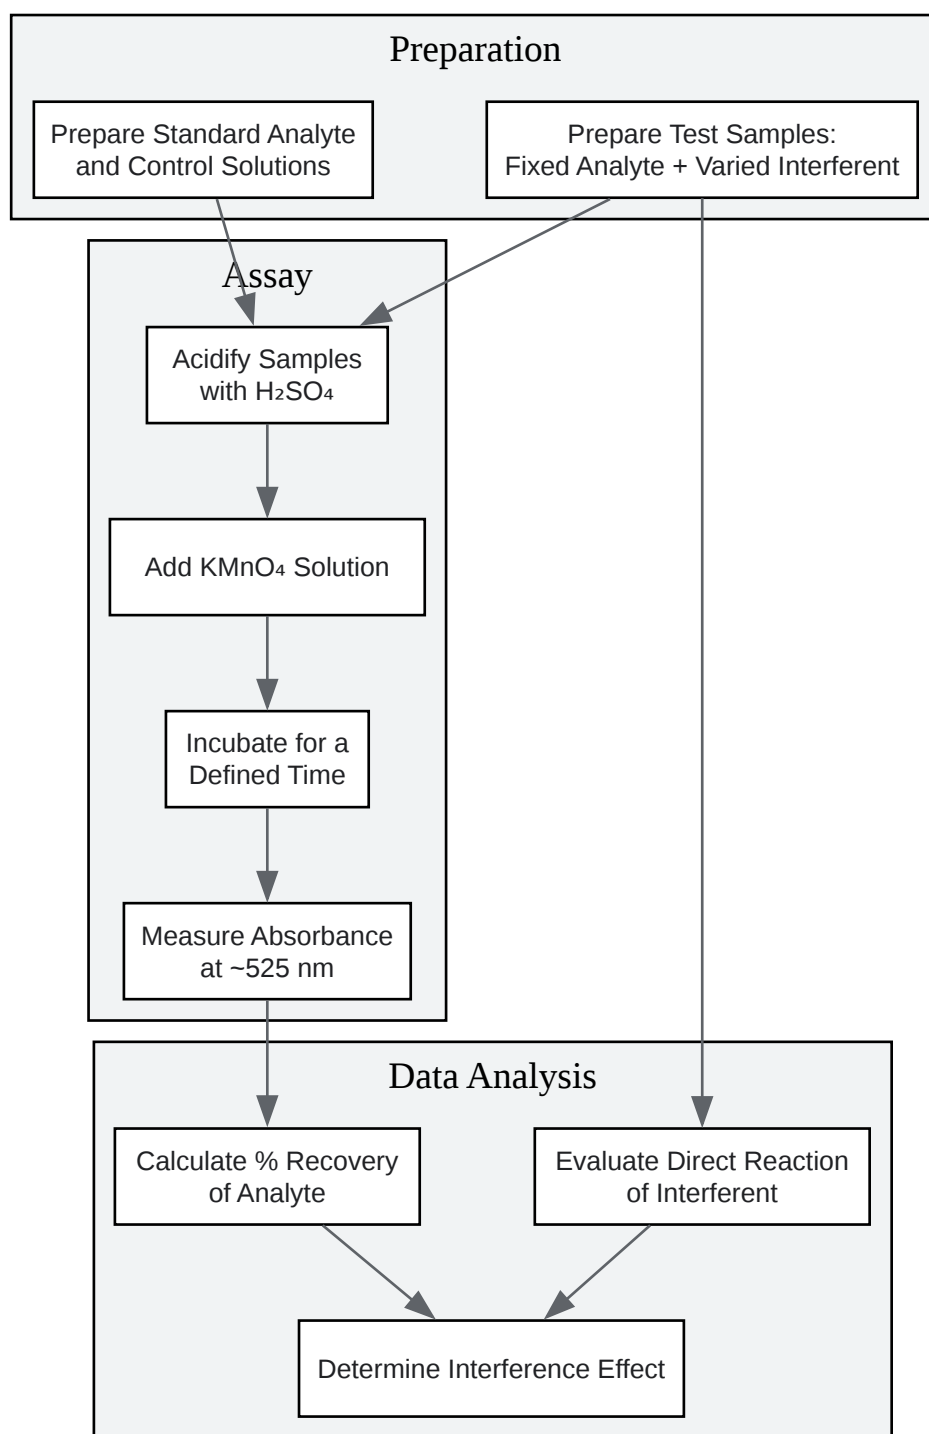 Preparation
Prepare Standard Analyte
and Control Solutions
Prepare Test Samples:
Fixed Analyte + Varied Interferent
Assay
Acidify Samples
with H₂SO₄
Add KMnO₄ Solution
Incubate for a
Defined Time
Measure Absorbance
at ~525 nm
Data Analysis
Calculate % Recovery
of Analyte
Evaluate Direct Reaction
of Interferent
Determine Interference Effect